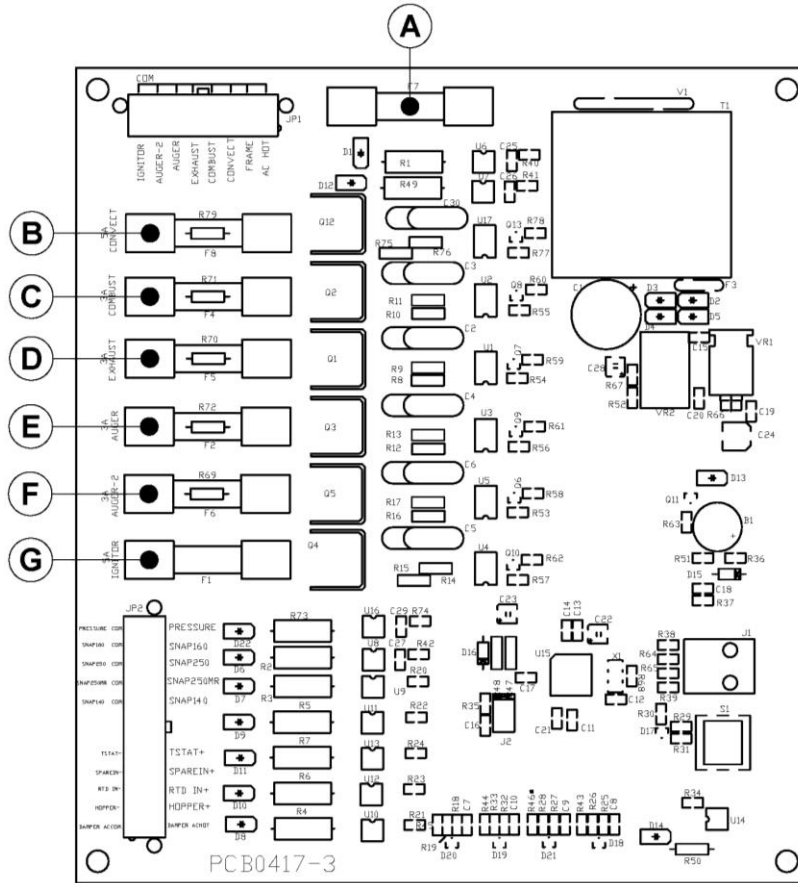 A
COM
F7
V1
T1
JP1
IGNITOR
AUGER-2
AUGER
EXHAUST
COMBUST
CONVECT
FRAME
AC HOT
D1
R1
U6
C25
R40
D12
R49
D7
C26
R41
C30
B
5A
CONVECT
R79
F8
Q12
R75
R76
U17
Q13
R78
R77
C3
C
3A
COMBUST
R71
F4
Q2
R11
R10
U2
Q8
R60
R55
C1
+
D3
D2
F3
D4
D5
C2
D
3A
EXHAUST
R70
F5
Q1
R9
R8
U1
Q7
R59
R54
C28
R67
R52
VR2
C15
VR1
C20
R66
C19
C24
C4
E
3A
AUGER
R72
F2
Q3
R13
R12
U3
Q9
R61
R56
C6
F
3A
AUGER-2
R69
F6
Q5
R17
R16
U5
Q6
R58
R53
D13
Q11
R63
B1
+
C5
G
5A
IGNITOR
F1
Q4
R15
R14
U4
Q10
R62
R57
R51
R36
D15
C18
R37
JP2
PRESSURE COM
PRESSURE
D22
R73
U16
C29
R74
C23
C14
C13
C22
SNAP160 COM
SNAP160
D6
R2
U8
C27
R42
D16
U15
X1
R38
R64
R65
R39
J1
SNAP250 COM
SNAP250
SNAP250MR COM
SNAP250MR
D7
R3
U9
R20
C17
R68
C12
SNAP140 COM
SNAP140
D9
R5
U11
R22
R35
C16
R48
R47
J2
C21
C11
R30
D17
R29
R31
S1
TSTAT-
TSTAT+
D11
R7
U13
R24
SPAREIN-
SPAREIN+
RTD IN-
RTD IN+
D10
R6
U12
R23
HOPPER-
HOPPER+
DAMPER ACCOM
DAMPER ACHOT
D8
R4
U10
R21
R18
C7
R19
D20
R44
R33
R32
C10
D19
R46*
R28
R27
C9
D21
R43
R26
R25
C8
D18
R34
U14
D14
R50
PCB0417-3